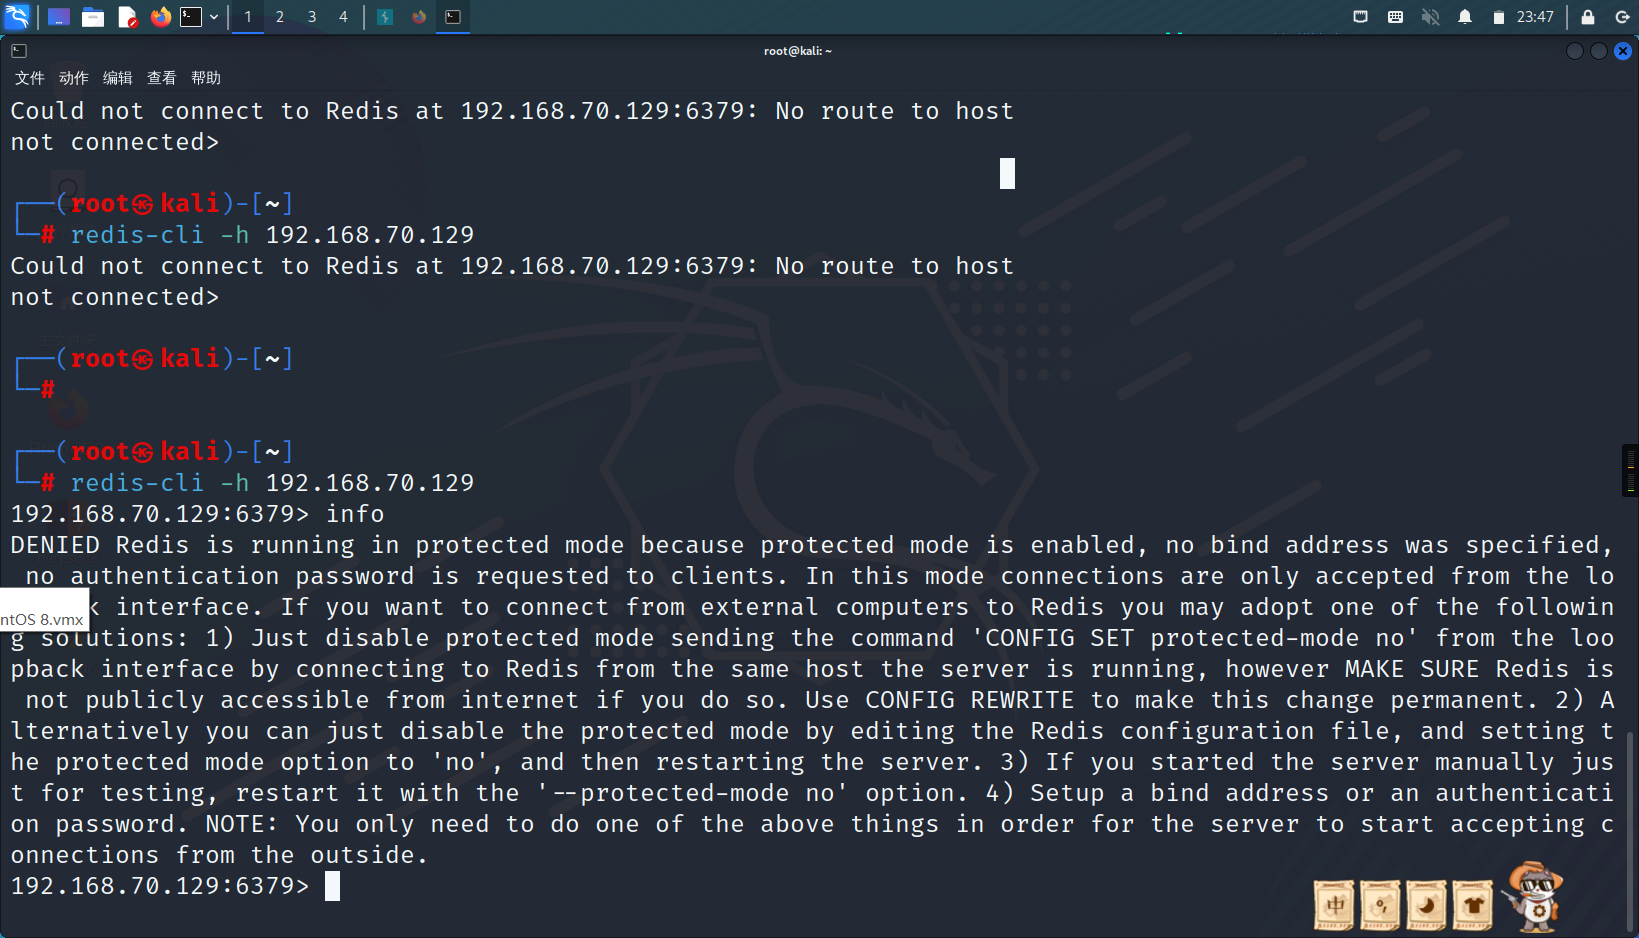 1 2 3 4 23:47
root@kali: ~
文件 动作 编辑 查看 帮助
Could not connect to Redis at 192.168.70.129:6379: No route to host
not connected>
┌──(root㉿kali)-[~]
└─# redis-cli -h 192.168.70.129
Could not connect to Redis at 192.168.70.129:6379: No route to host
not connected>
┌──(root㉿kali)-[~]
└─#
┌──(root㉿kali)-[~]
└─# redis-cli -h 192.168.70.129
192.168.70.129:6379> info
DENIED Redis is running in protected mode because protected mode is enabled, no bind address was specified,
no authentication password is requested to clients. In this mode connections are only accepted from the lo
k interface. If you want to connect from external computers to Redis you may adopt one of the followin
ntOS 8.vmx
g solutions: 1) Just disable protected mode sending the command 'CONFIG SET protected-mode no' from the loo
pback interface by connecting to Redis from the same host the server is running, however MAKE SURE Redis is
not publicly accessible from internet if you do so. Use CONFIG REWRITE to make this change permanent. 2) A
lternatively you can just disable the protected mode by editing the Redis configuration file, and setting t
he protected mode option to 'no', and then restarting the server. 3) If you started the server manually jus
t for testing, restart it with the '--protected-mode no' option. 4) Setup a bind address or an authenticati
on password. NOTE: You only need to do one of the above things in order for the server to start accepting c
onnections from the outside.
192.168.70.129:6379>
中